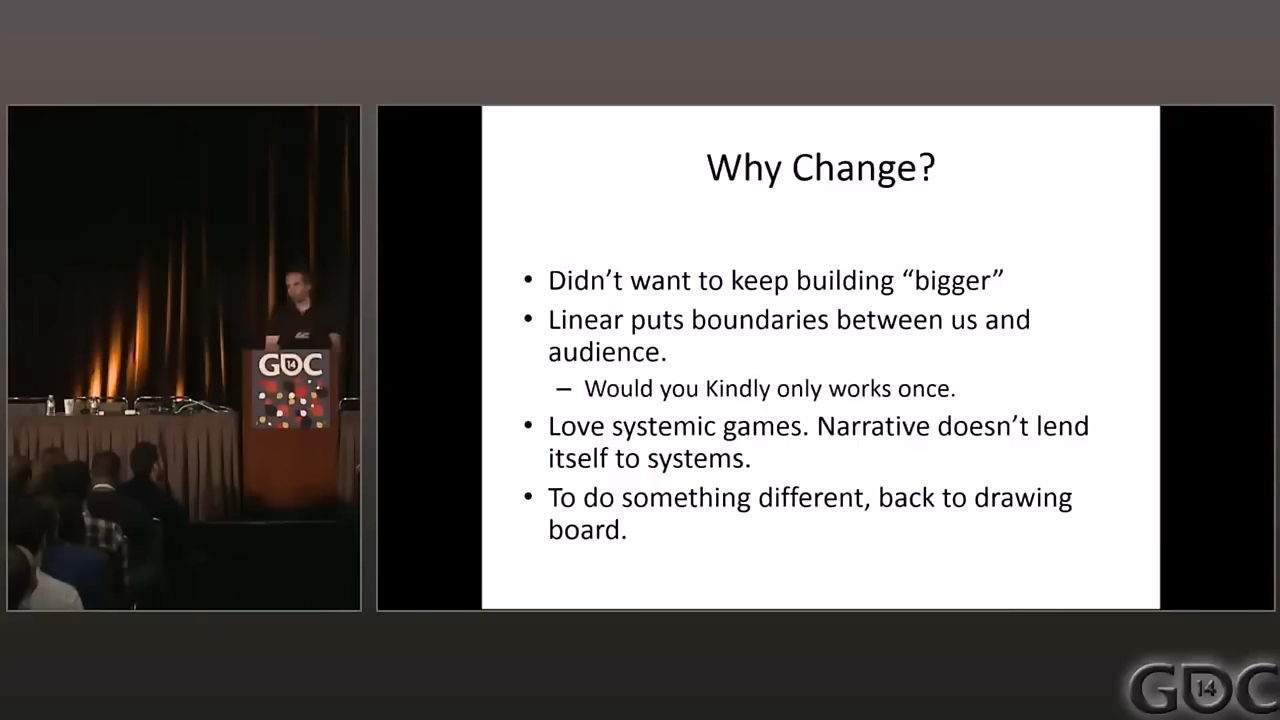 Why Change?
• Didn’t want to keep building “bigger”
• Linear puts boundaries between us and
audience.
– Would you Kindly only works once.
• Love systemic games. Narrative doesn’t lend
itself to systems.
• To do something different, back to drawing
board.
GDC
14
GDC
14